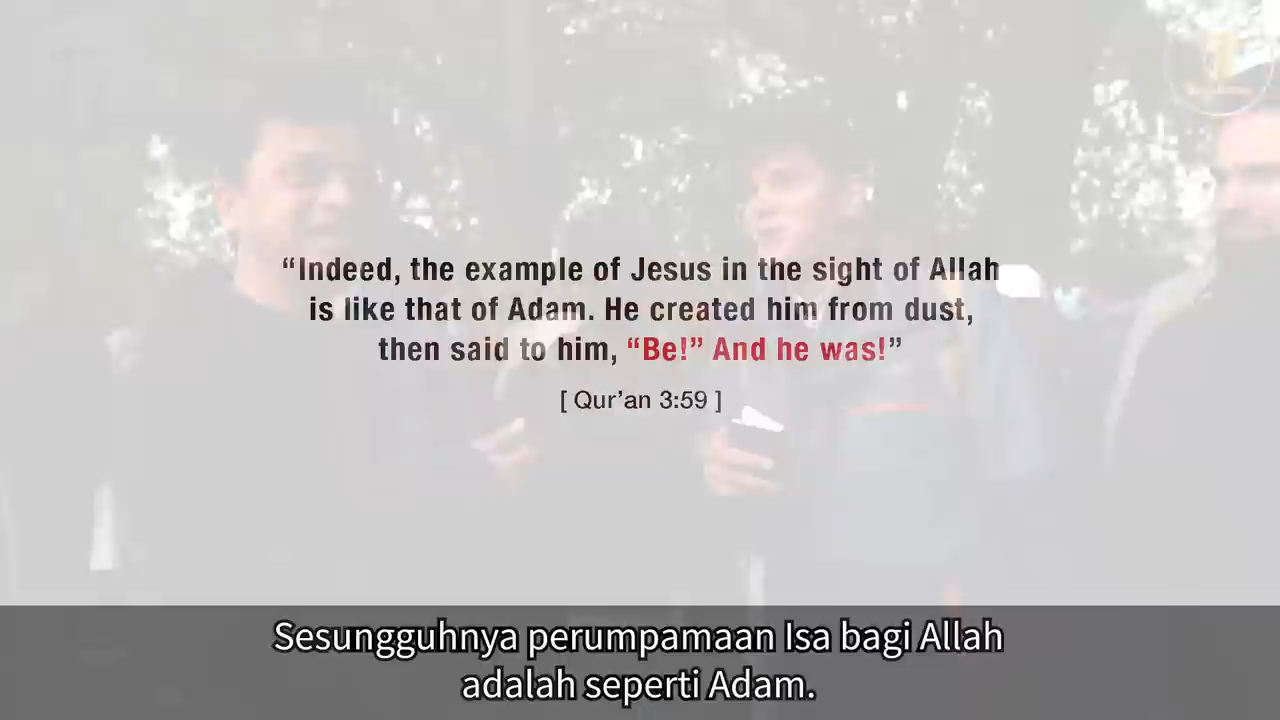 “Indeed, the example of Jesus in the sight of Allah
is like that of Adam. He created him from dust,
then said to him, “Be!” And he was!”
[ Qur’an 3:59 ]
Sesungguhnya perumpamaan Isa bagi Allah
adalah seperti Adam.